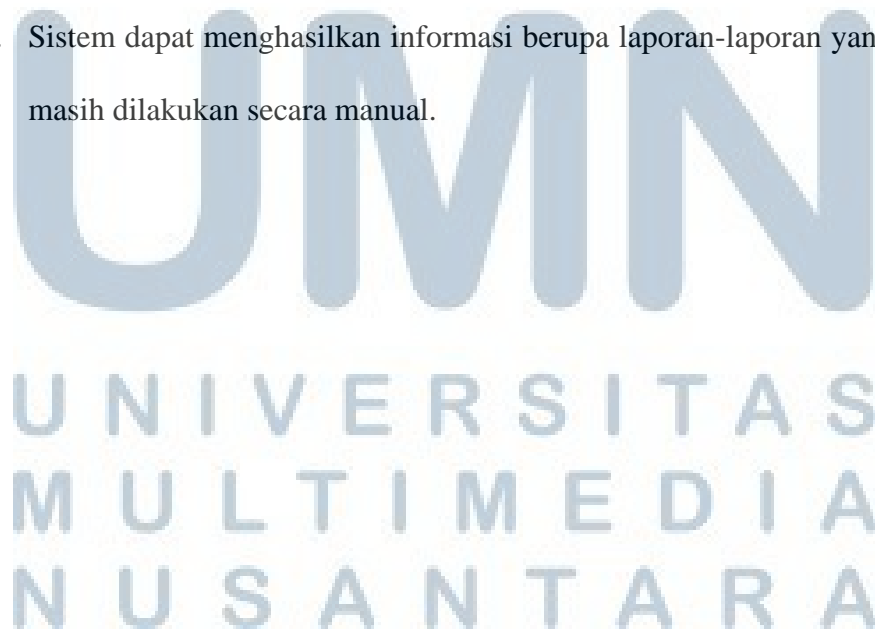 . Sistem dapat menghasilkan informasi berupa laporan-laporan yan
masih dilakukan secara manual.
UMN
UNIVERSITAS
MULTIMEDIA
NUSANTARA